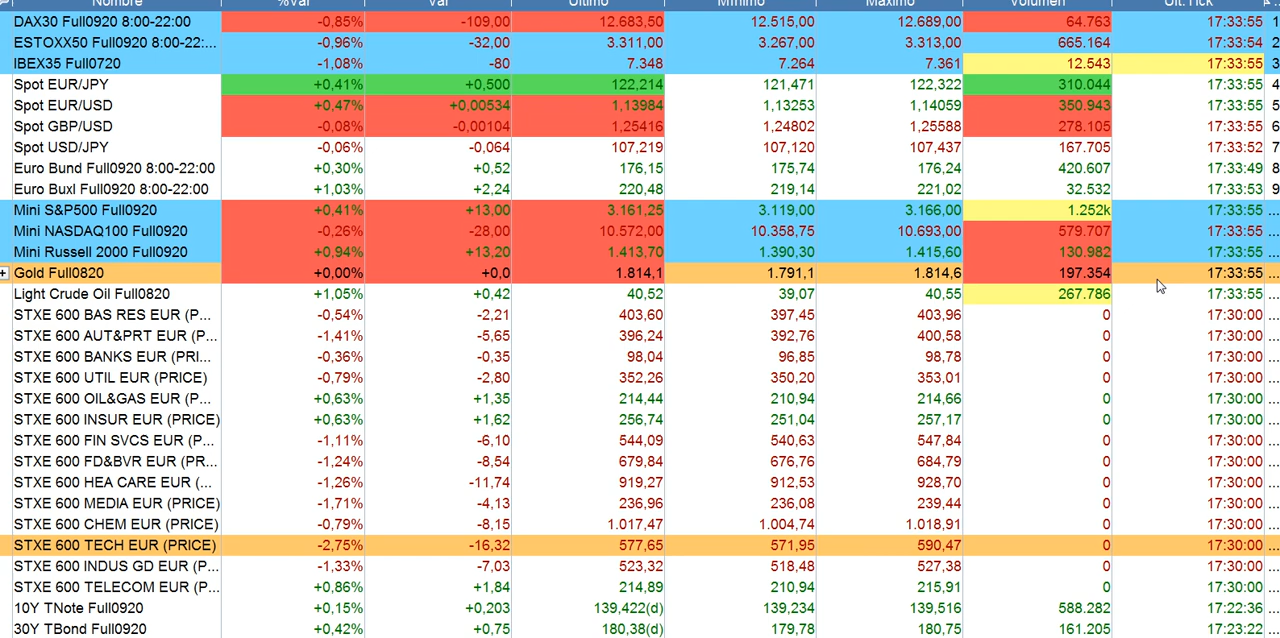 Nombre %Var Var Último Mínimo Máximo Volumen Últ.Tick
DAX30 Full0920 8:00-22:00 -0,85% -109,00 12.683,50 12.515,00 12.689,00 64.763 17:33:55 1
ESTOXX50 Full0920 8:00-22:... -0,96% -32,00 3.311,00 3.267,00 3.313,00 665.164 17:33:54 2
IBEX35 Full0720 -1,08% -80 7.348 7.264 7.361 12.543 17:33:55 3
Spot EUR/JPY +0,41% +0,500 122,214 121,471 122,322 310.044 17:33:55 4
Spot EUR/USD +0,47% +0,00534 1,13984 1,13253 1,14059 350.943 17:33:55 5
Spot GBP/USD -0,08% -0,00104 1,25416 1,24802 1,25588 278.105 17:33:55 6
Spot USD/JPY -0,06% -0,064 107,219 107,120 107,437 167.705 17:33:52 7
Euro Bund Full0920 8:00-22:00 +0,30% +0,52 176,15 175,74 176,24 420.607 17:33:49 8
Euro Buxl Full0920 8:00-22:00 +1,03% +2,24 220,48 219,14 221,02 32.532 17:33:53 9
Mini S&P500 Full0920 +0,41% +13,00 3.161,25 3.119,00 3.166,00 1.252k 17:33:55 ...
Mini NASDAQ100 Full0920 -0,26% -28,00 10.572,00 10.358,75 10.693,00 579.707 17:33:55 ...
Mini Russell 2000 Full0920 +0,94% +13,20 1.413,70 1.390,30 1.415,60 130.982 17:33:55 ...
Gold Full0820 +0,00% +0,0 1.814,1 1.791,1 1.814,6 197.354 17:33:55 ...
Light Crude Oil Full0820 +1,05% +0,42 40,52 39,07 40,55 267.786 17:33:55 ...
STXE 600 BAS RES EUR (P... -0,54% -2,21 403,60 397,45 403,96 0 17:30:00 ...
STXE 600 AUT&PRT EUR (P... -1,41% -5,65 396,24 392,76 400,58 0 17:30:00 ...
STXE 600 BANKS EUR (PRI... -0,36% -0,35 98,04 96,85 98,78 0 17:30:00 ...
STXE 600 UTIL EUR (PRICE) -0,79% -2,80 352,26 350,20 353,01 0 17:30:00 ...
STXE 600 OIL&GAS EUR (P... +0,63% +1,35 214,44 210,94 214,66 0 17:30:00 ...
STXE 600 INSUR EUR (PRICE) +0,63% +1,62 256,74 251,04 257,17 0 17:30:00 ...
STXE 600 FIN SVCS EUR (P... -1,11% -6,10 544,09 540,63 547,84 0 17:30:00 ...
STXE 600 FD&BVR EUR (PR... -1,24% -8,54 679,84 676,76 684,79 0 17:30:00 ...
STXE 600 HEA CARE EUR (... -1,26% -11,74 919,27 912,53 928,70 0 17:30:00 ...
STXE 600 MEDIA EUR (PRICE) -1,71% -4,13 236,96 236,08 239,44 0 17:30:00 ...
STXE 600 CHEM EUR (PRICE) -0,79% -8,15 1.017,47 1.004,74 1.018,91 0 17:30:00 ...
STXE 600 TECH EUR (PRICE) -2,75% -16,32 577,65 571,95 590,47 0 17:30:00 ...
STXE 600 INDUS GD EUR (P... -1,33% -7,03 523,32 518,48 527,38 0 17:30:00 ...
STXE 600 TELECOM EUR (P... +0,86% +1,84 214,89 210,94 215,91 0 17:30:00 ...
10Y TNote Full0920 +0,15% +0,203 139,422(d) 139,234 139,516 588.282 17:22:36 ...
30Y TBond Full0920 +0,42% +0,75 180,38(d) 179,78 180,75 161.205 17:23:22 ...